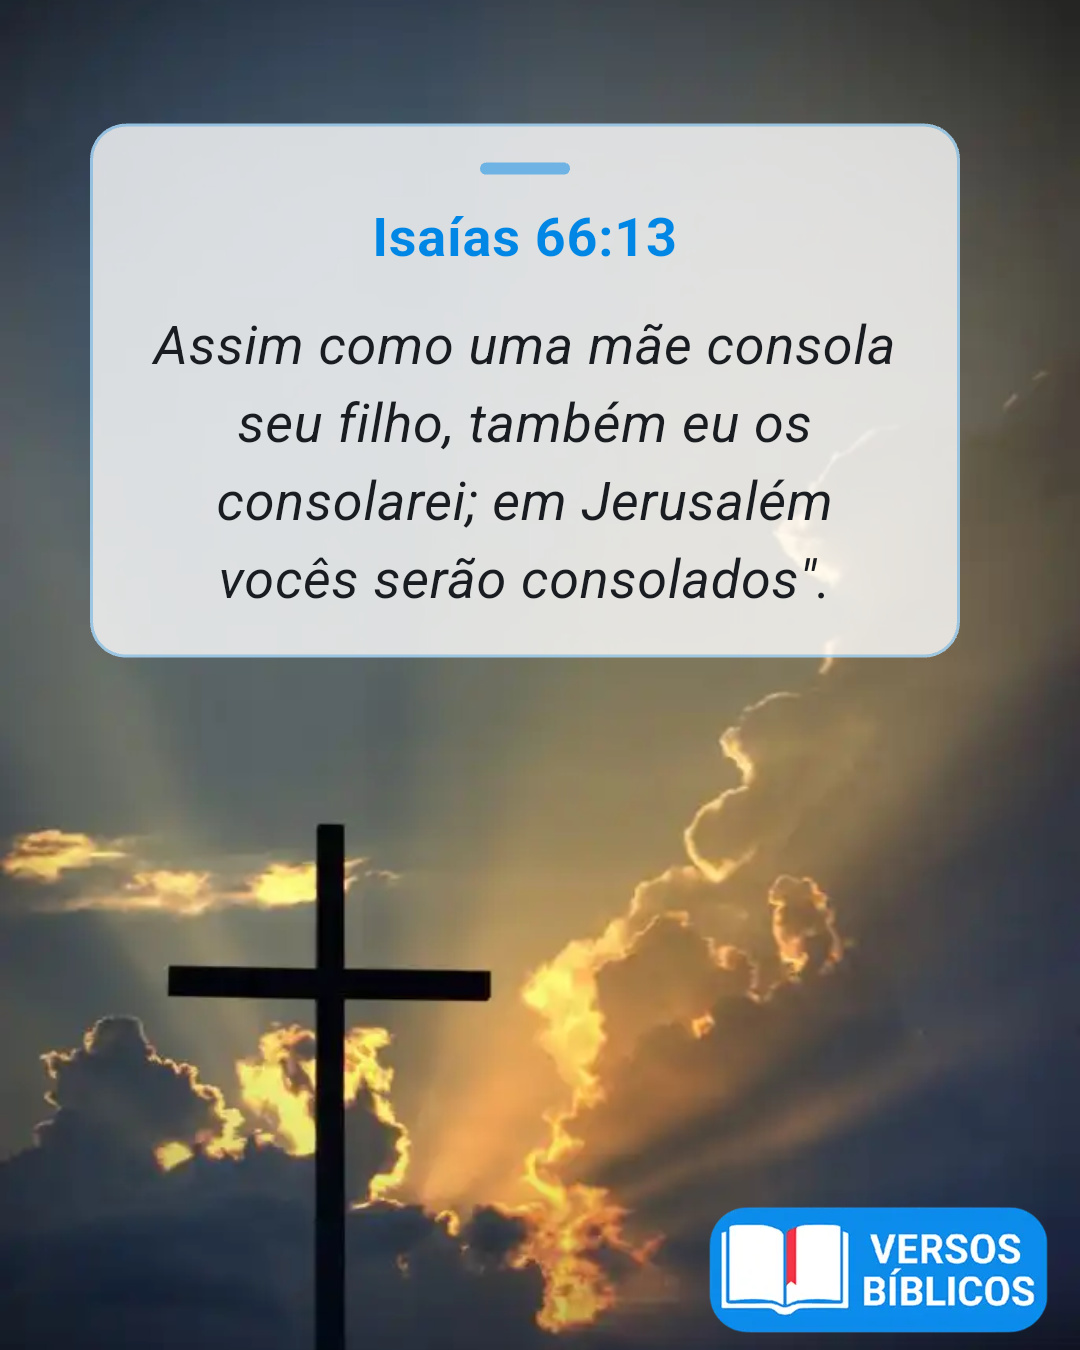 Isaías 66:13
Assim como uma mãe consola
seu filho, também eu os
consolarei; em Jerusalém
vocês serão consolados".
VERSOS
BÍBLICOS